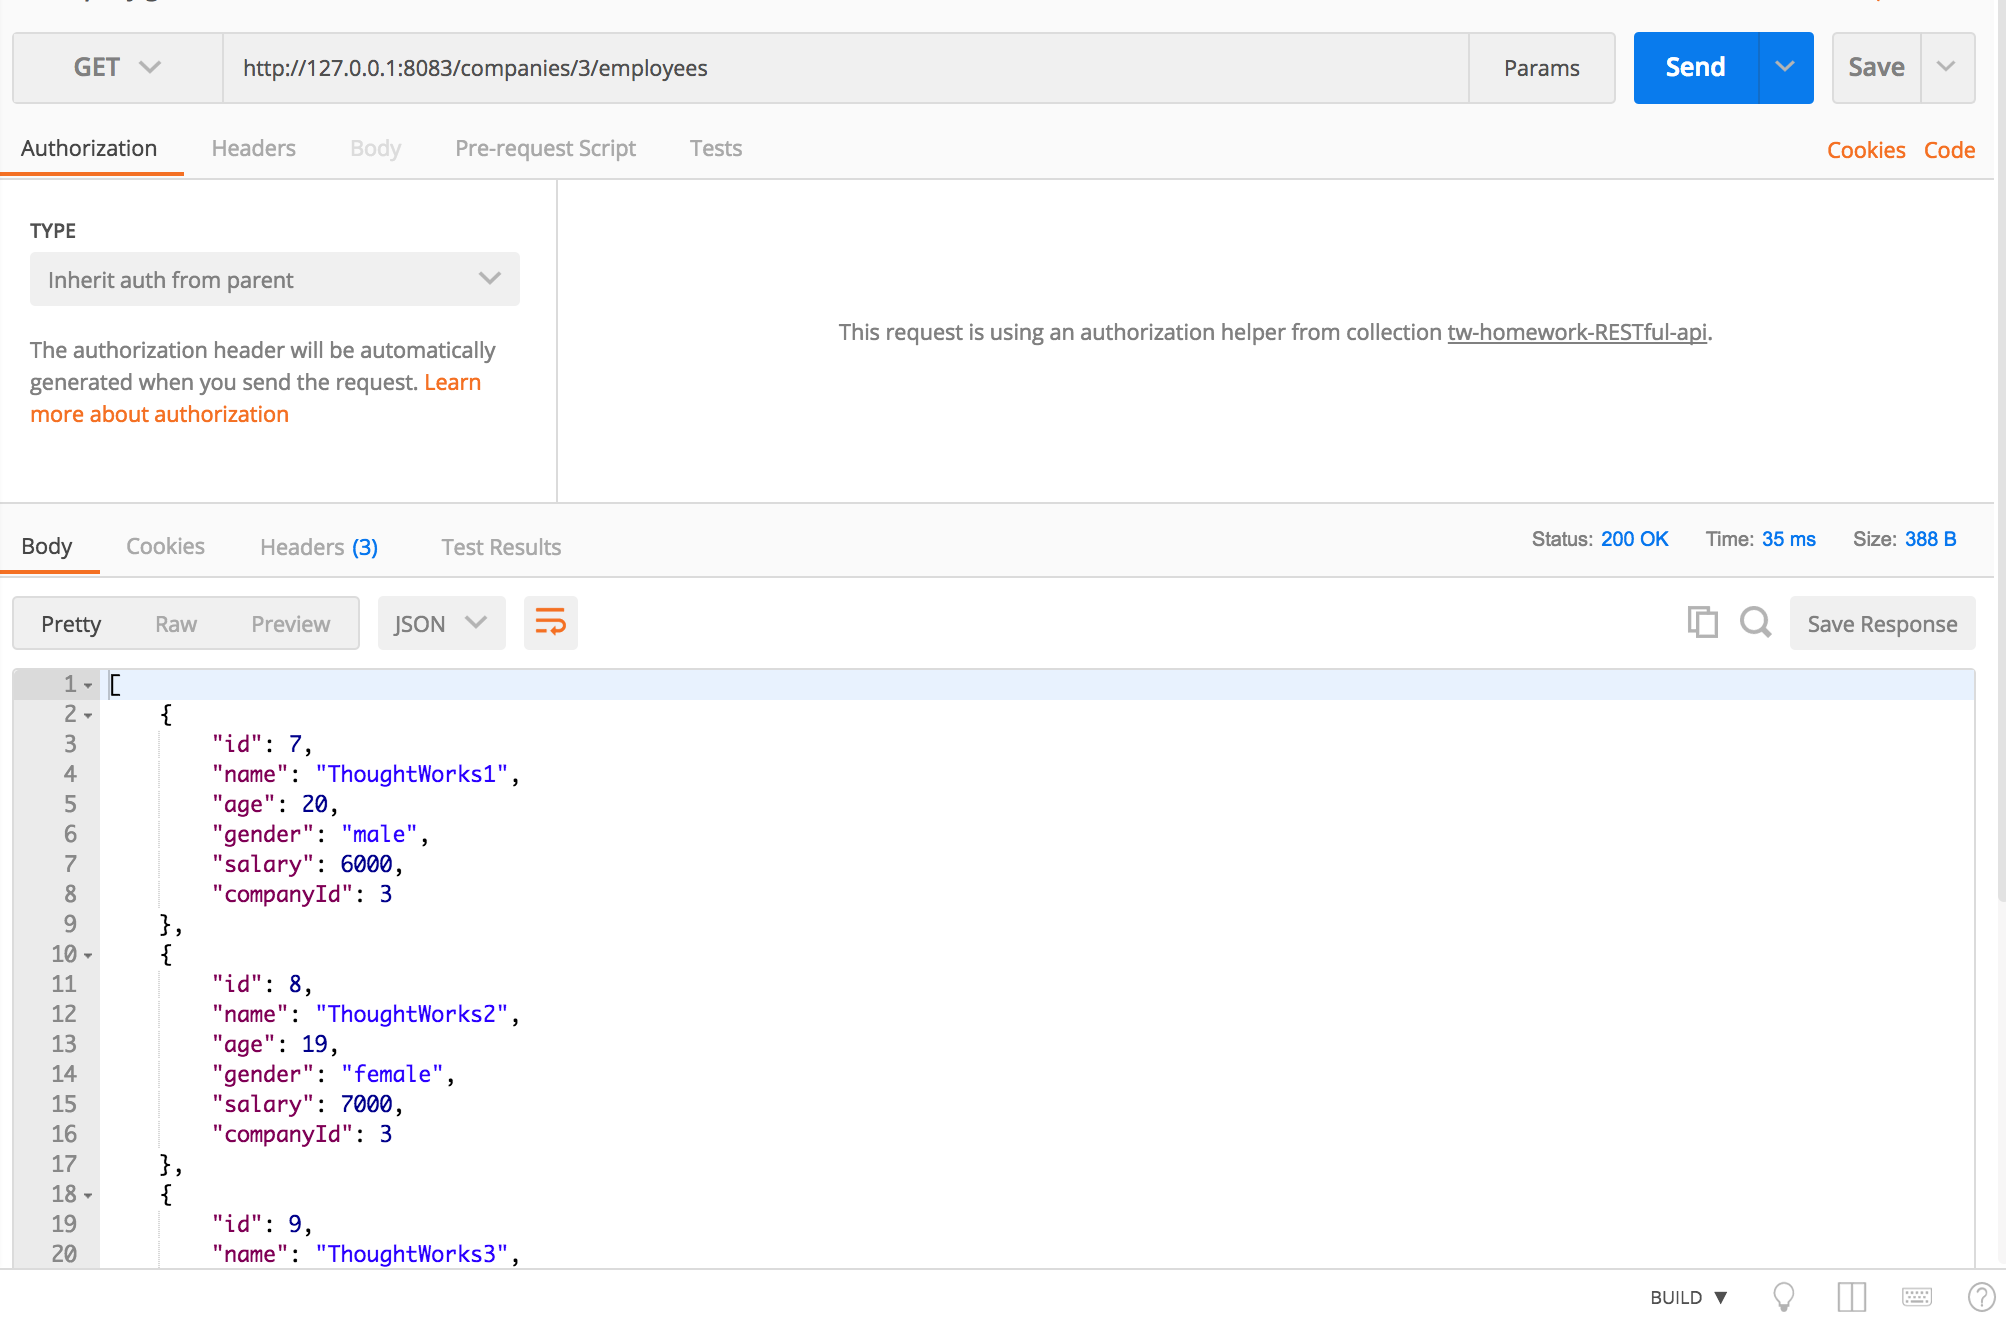 GET http://127.0.0.1:8083/companies/3/employees Params Send Save
Authorization Headers Body Pre-request Script Tests Cookies Code
TYPE
Inherit auth from parent
The authorization header will be automatically
generated when you send the request. Learn
more about authorization
This request is using an authorization helper from collection tw-homework-RESTful-api.
Body Cookies Headers (3) Test Results Status: 200 OK Time: 35 ms Size: 388 B
Pretty Raw Preview JSON Save Response
1 [
2 {
3 "id": 7,
4 "name": "ThoughtWorks1",
5 "age": 20,
6 "gender": "male",
7 "salary": 6000,
8 "companyId": 3
9 },
10 {
11 "id": 8,
12 "name": "ThoughtWorks2",
13 "age": 19,
14 "gender": "female",
15 "salary": 7000,
16 "companyId": 3
17 },
18 {
19 "id": 9,
20 "name": "ThoughtWorks3",
BUILD ▼